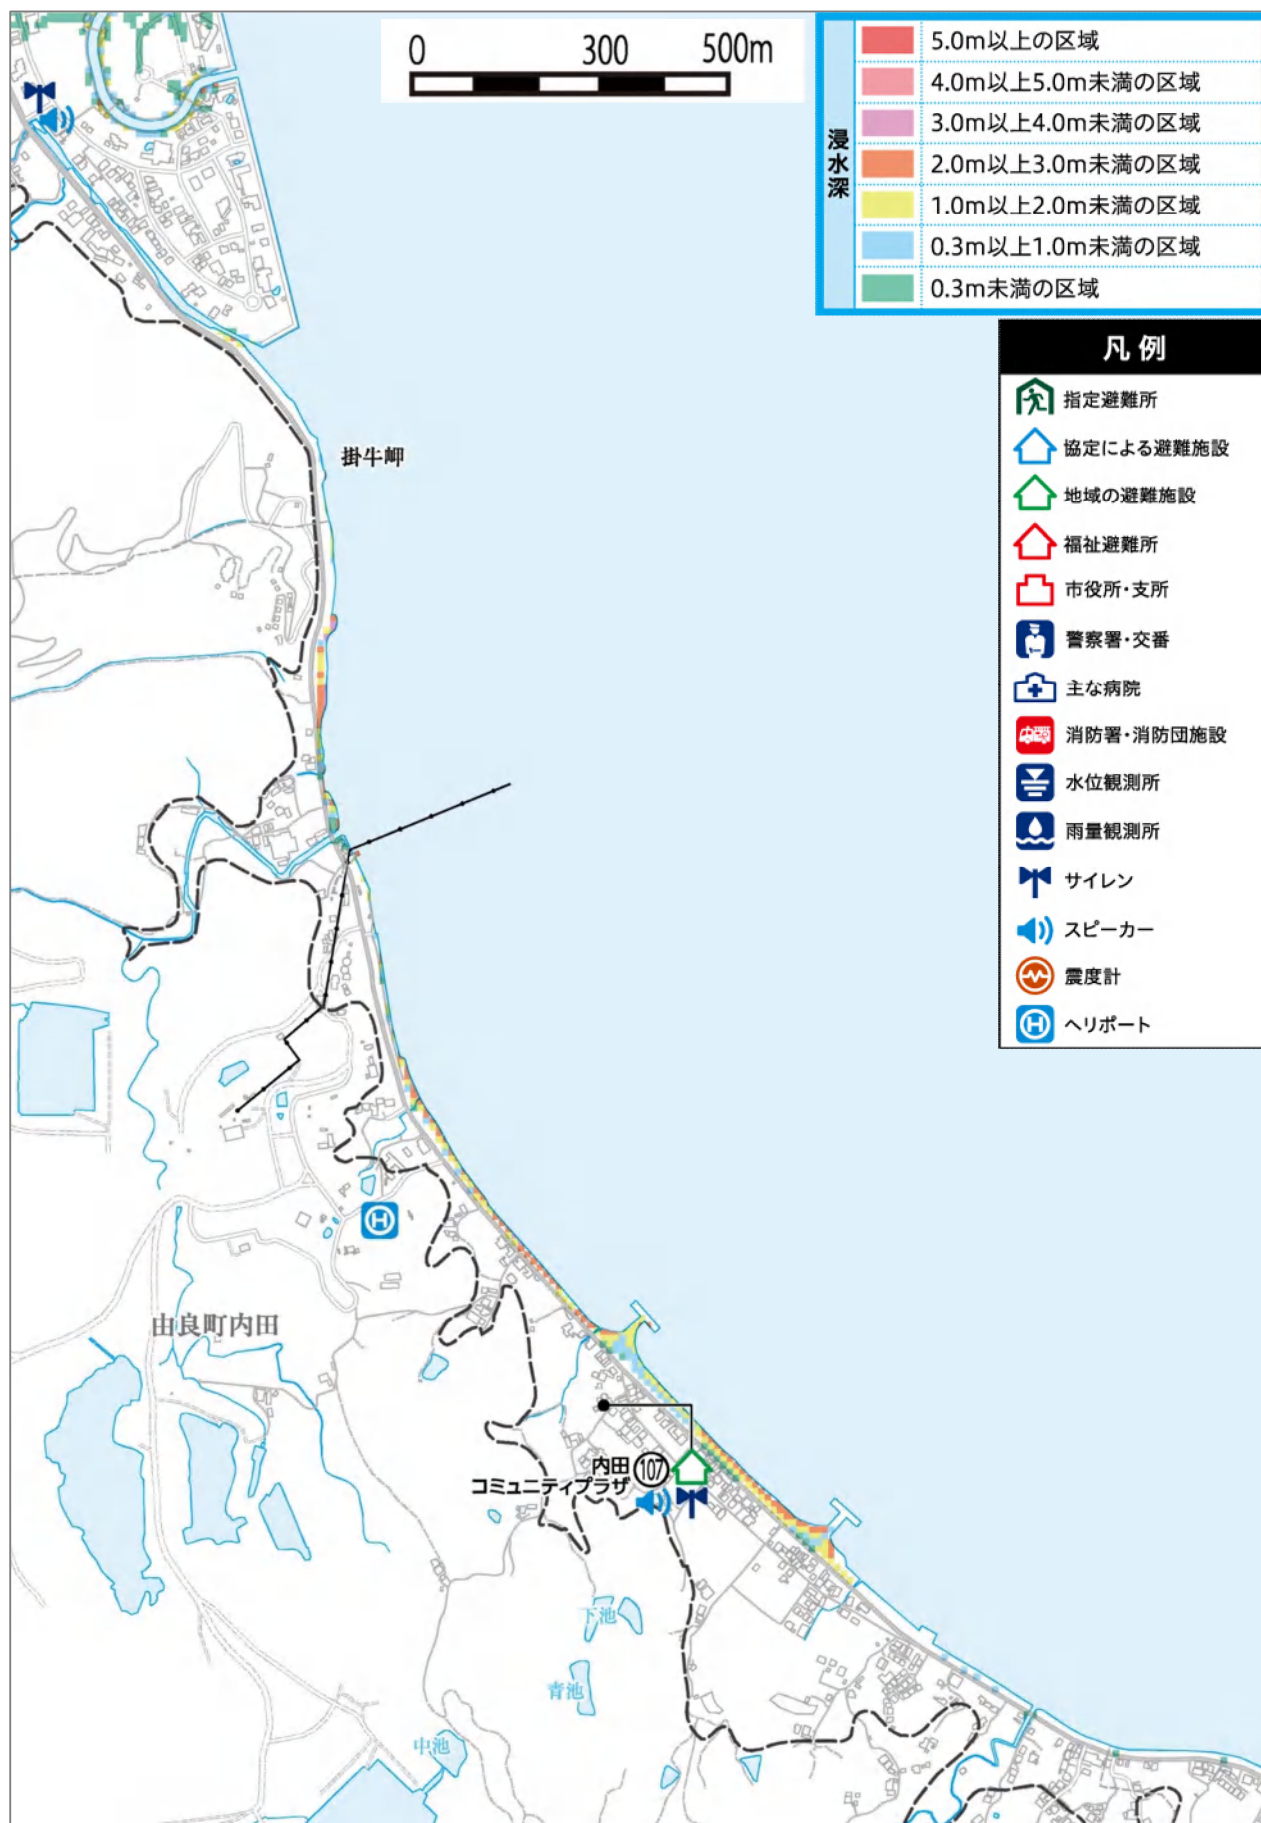 0 300 500m
浸水深
5.0m以上の区域
4.0m以上5.0m未満の区域
3.0m以上4.0m未満の区域
2.0m以上3.0m未満の区域
1.0m以上2.0m未満の区域
0.3m以上1.0m未満の区域
0.3m未満の区域
凡例
指定避難所
協定による避難施設
地域の避難施設
福祉避難所
市役所・支所
警察署・交番
主な病院
消防署・消防団施設
水位観測所
雨量観測所
サイレン
スピーカー
震度計
H ヘリポート
掛牛岬
H
由良町内田
内田 107
コミュニティプラザ
下池
青池
中池